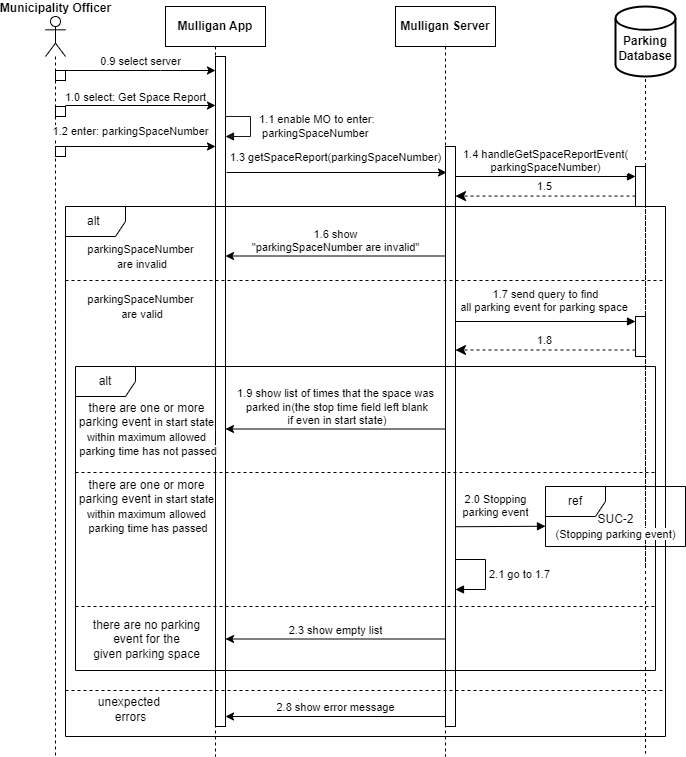 Municipality Officer
Mulligan App
Mulligan Server
Parking
Database
0.9 select server
1.0 select: Get Space Report
1.1 enable MO to enter:
parkingSpaceNumber
1.2 enter: parkingSpaceNumber
1.3 getSpaceReport(parkingSpaceNumber)
1.4 handleGetSpaceReportEvent(
parkingSpaceNumber)
1.5
alt
parkingSpaceNumber
are invalid
1.6 show
"parkingSpaceNumber are invalid"
parkingSpaceNumber
are valid
1.7 send query to find
all parking event for parking space
1.8
alt
there are one or more
parking event in start state
within maximum allowed
parking time has not passed
1.9 show list of times that the space was
parked in(the stop time field left blank
if even in start state)
there are one or more
parking event in start state
within maximum allowed
parking time has passed
2.0 Stopping
parking event
ref
SUC-2
(Stopping parking event)
2.1 go to 1.7
there are no parking
event for the
given parking space
2.3 show empty list
unexpected
errors
2.8 show error message